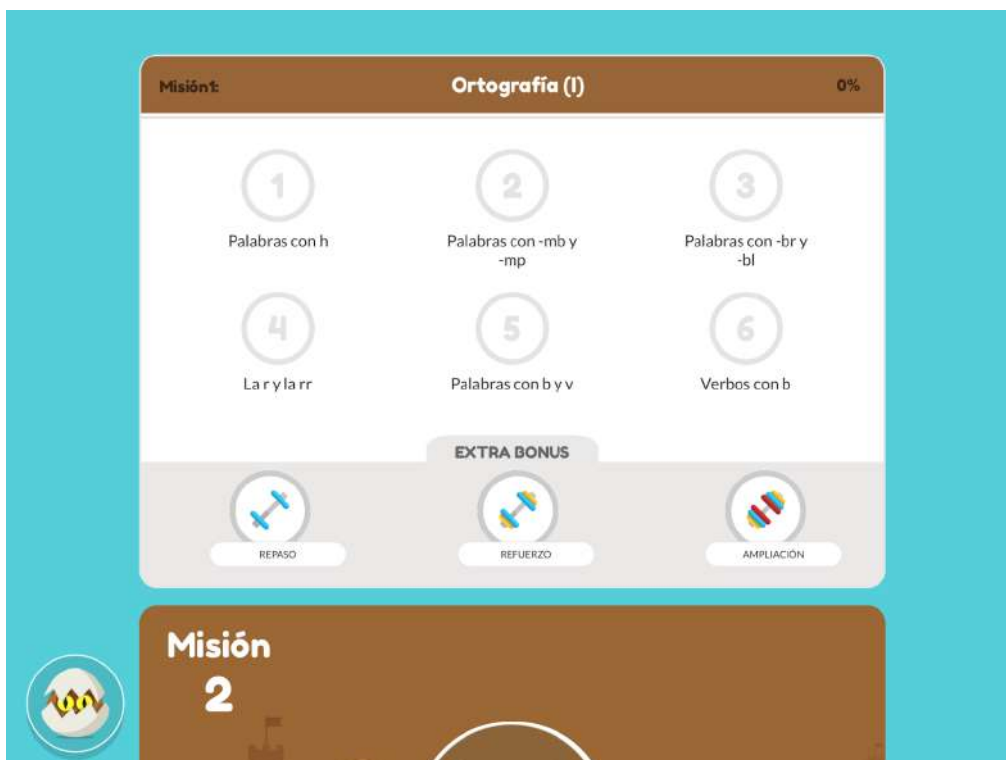 Misión1:
Ortografía (I)
0%
1
2
3
Palabras con h
Palabras con -mb y
-mp
Palabras con -br y
-bl
4
5
6
La r y la rr
Palabras con b y v
Verbos con b
EXTRA BONUS
REPASO
REFUERZO
AMPLIACIÓN
Misión
2